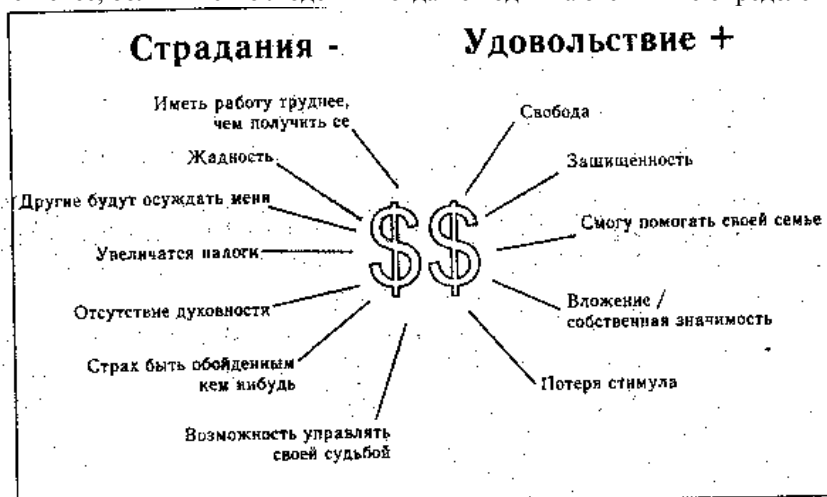 Страдания -
Удовольствие +
Иметь работу труднее,
чем получить ее
Жадность
Другие будут осуждать меня
Увеличатся налоги
Отсутствие духовности
Страх быть обойденным
кем нибудь
Возможность управлять
своей судьбой
$$
Свобода
Защищенность
Смогу помогать своей семье
Вложение /
собственная значимость
Потеря стимула